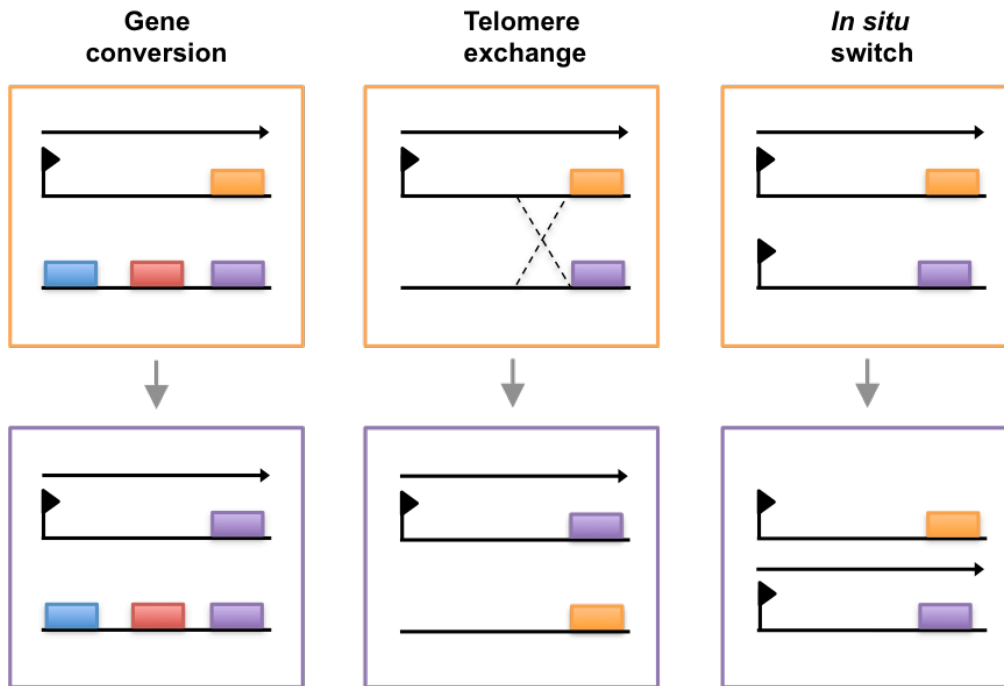 Gene
conversion
Telomere
exchange
In situ
switch